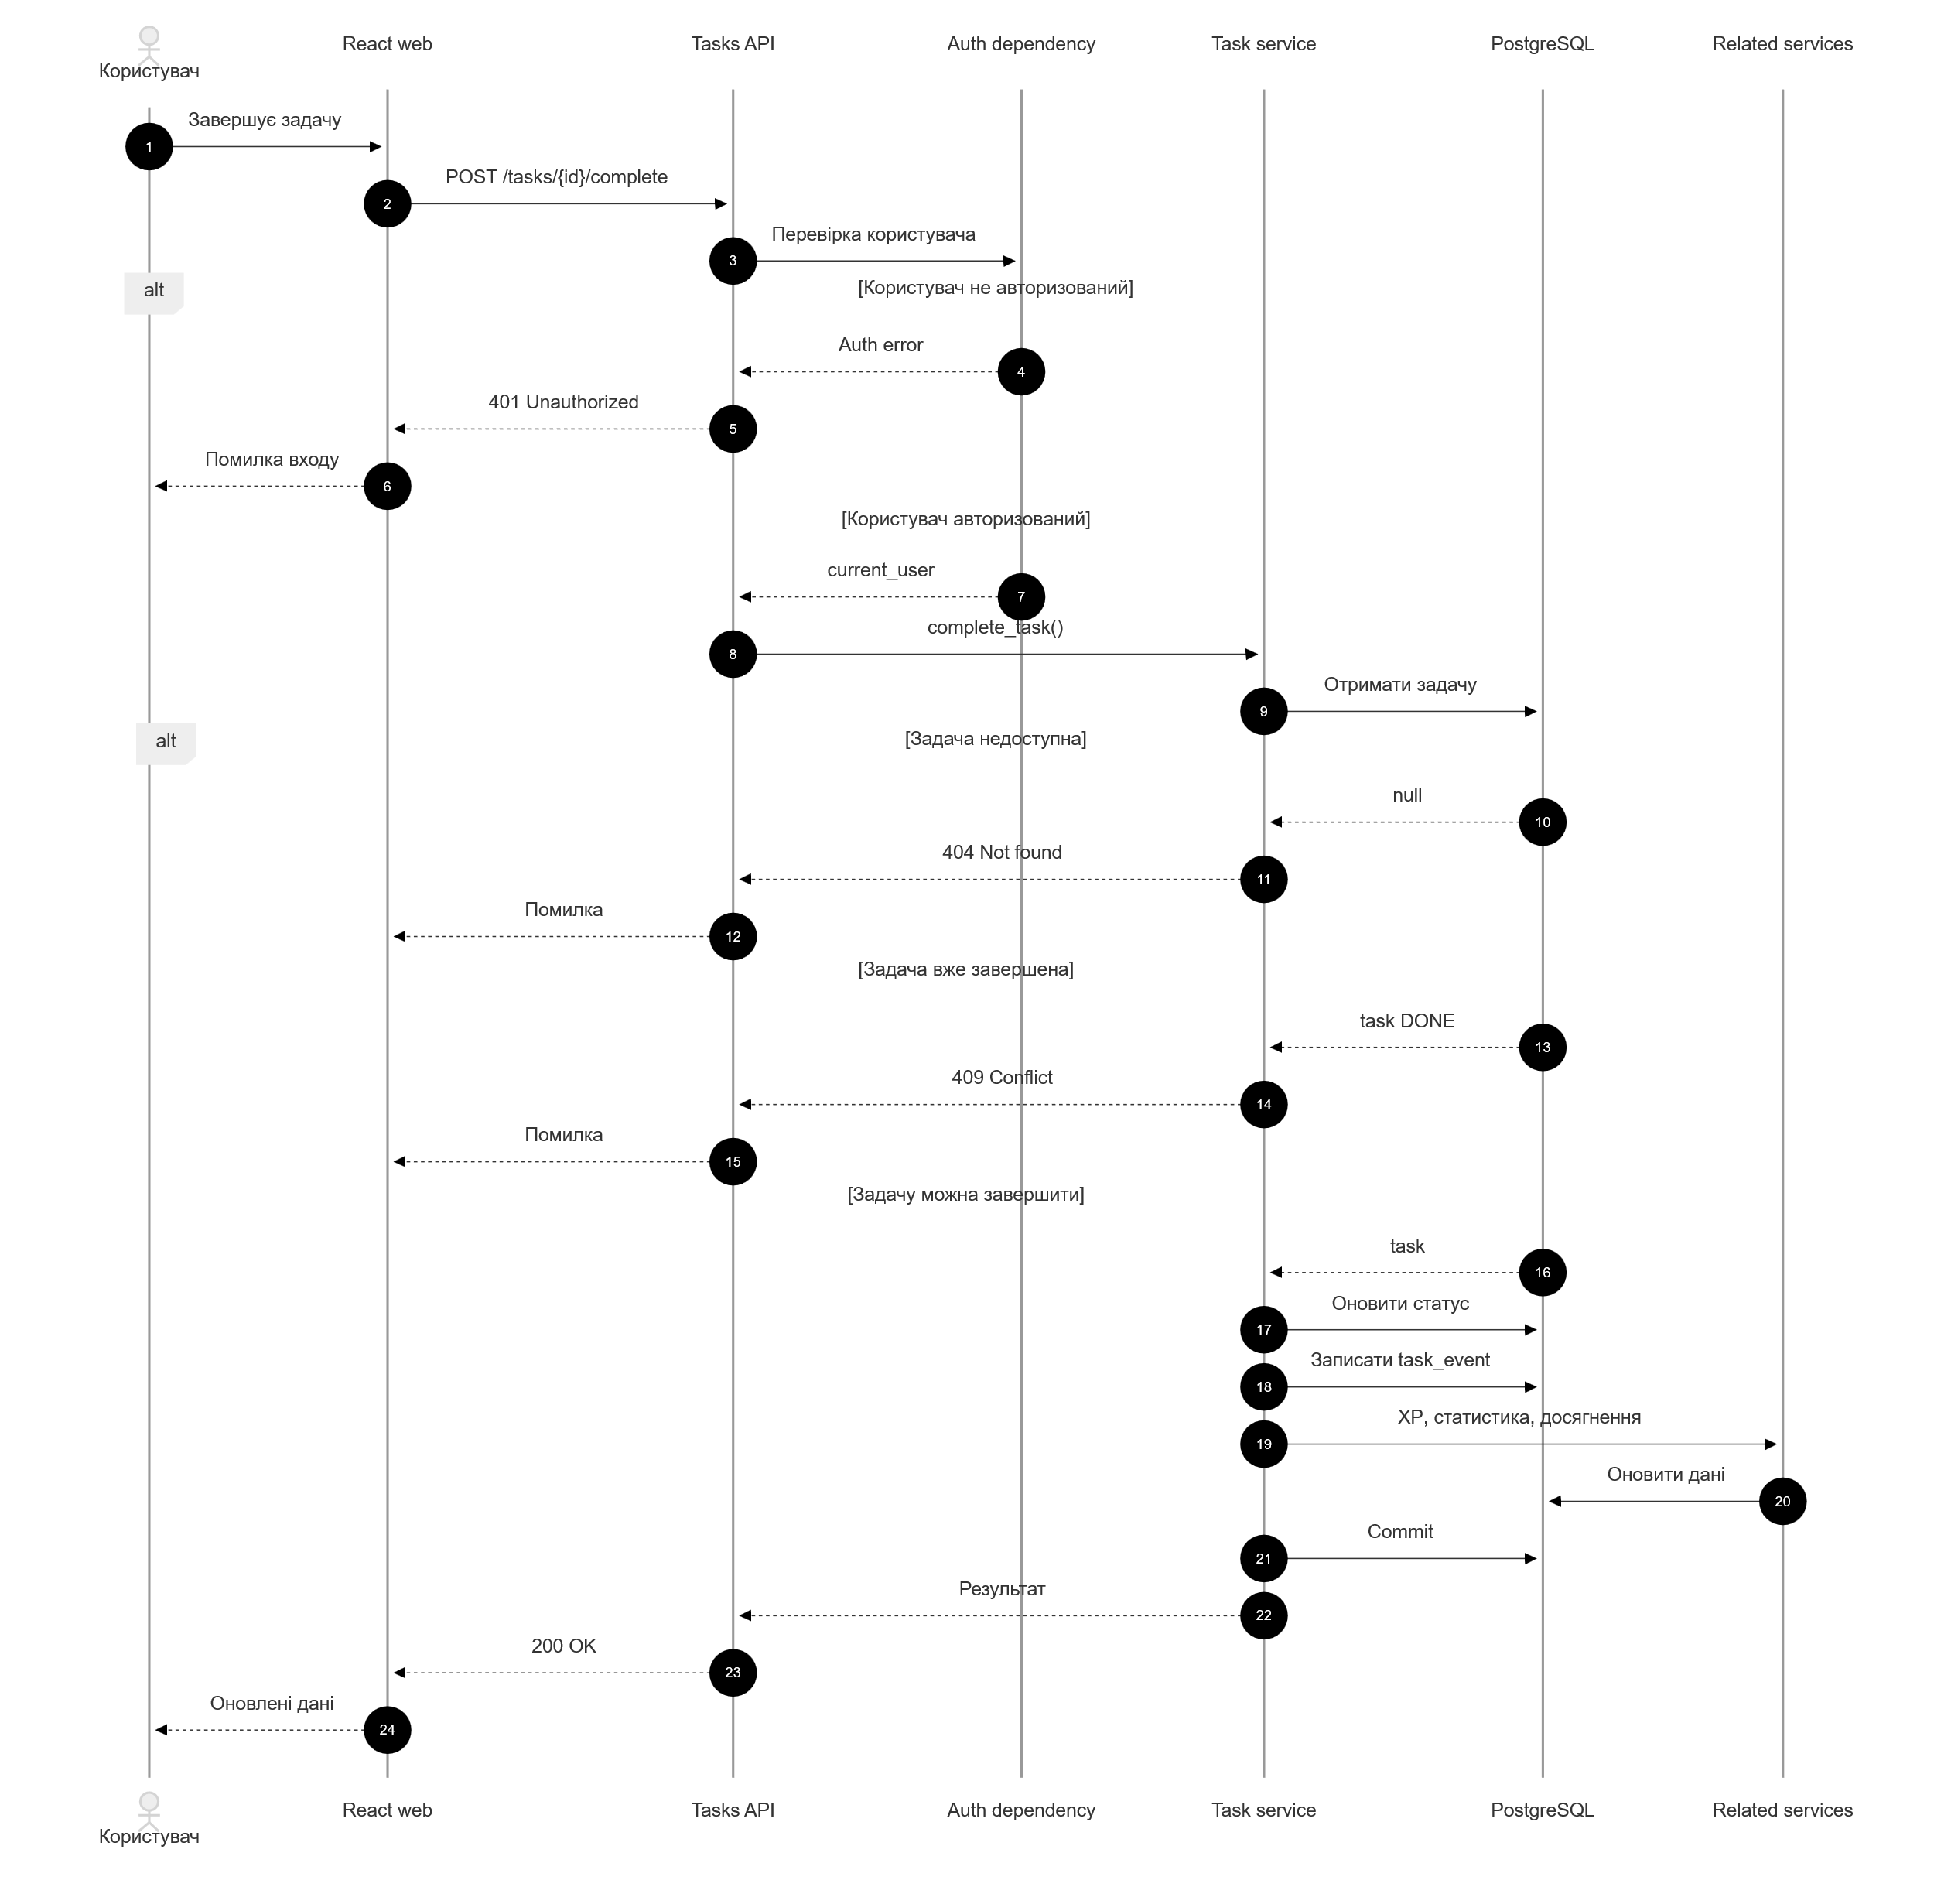 React web
Tasks API
Auth dependency
Task service
PostgreSQL
Related services
Користувач
Завершує задачу
1
POST /tasks/{id}/complete
2
Перевірка користувача
3
alt
[Користувач не авторизований]
Auth error
4
401 Unauthorized
5
Помилка входу
6
[Користувач авторизований]
current_user
7
complete_task()
8
Отримати задачу
9
alt
[Задача недоступна]
null
10
404 Not found
11
Помилка
12
[Задача вже завершена]
task DONE
13
409 Conflict
14
Помилка
15
[Задачу можна завершити]
task
16
Оновити статус
17
Записати task_event
18
XP, статистика, досягнення
19
Оновити дані
20
Commit
21
Результат
22
200 OK
23
Оновлені дані
24
React web
Tasks API
Auth dependency
Task service
PostgreSQL
Related services
Користувач